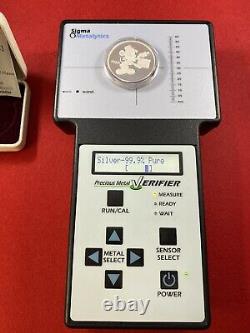 Sigma
Metalytics
Silver-99.9% Pure
[ ▮]
Precious Metal VERIFIER
MEASURE
READY
WAIT
RUN/CAL
METAL
SELECT
SENSOR
SELECT
POWER